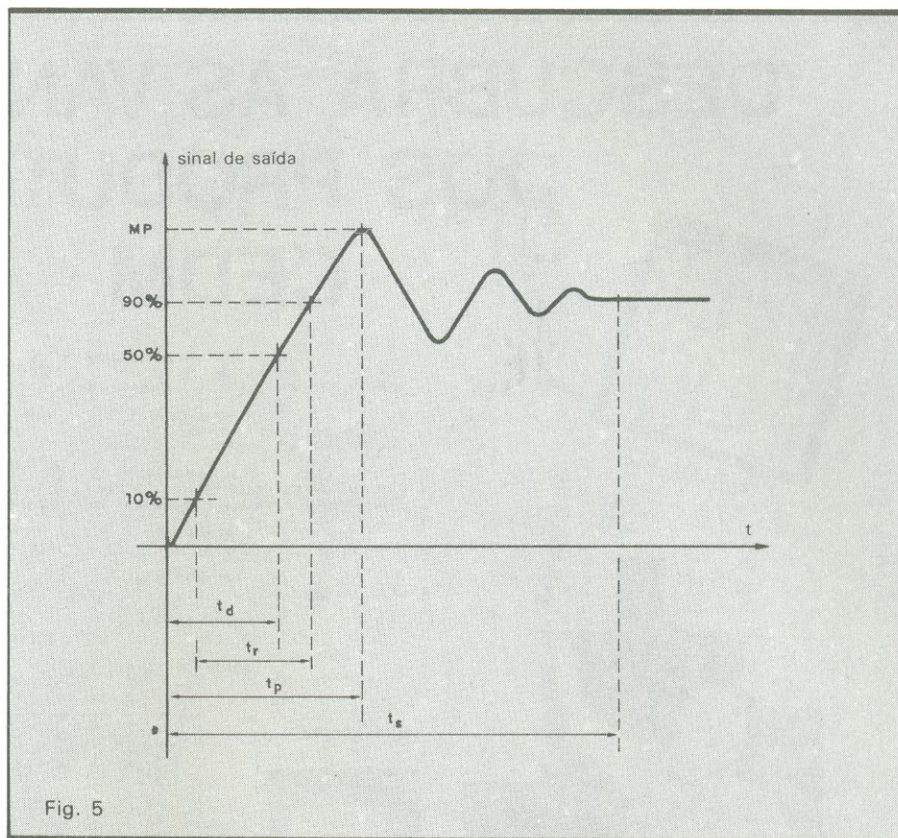 sinal de saída
MP
90%
50%
10%
t
t_d
t_r
t_p
t_s
Fig. 5